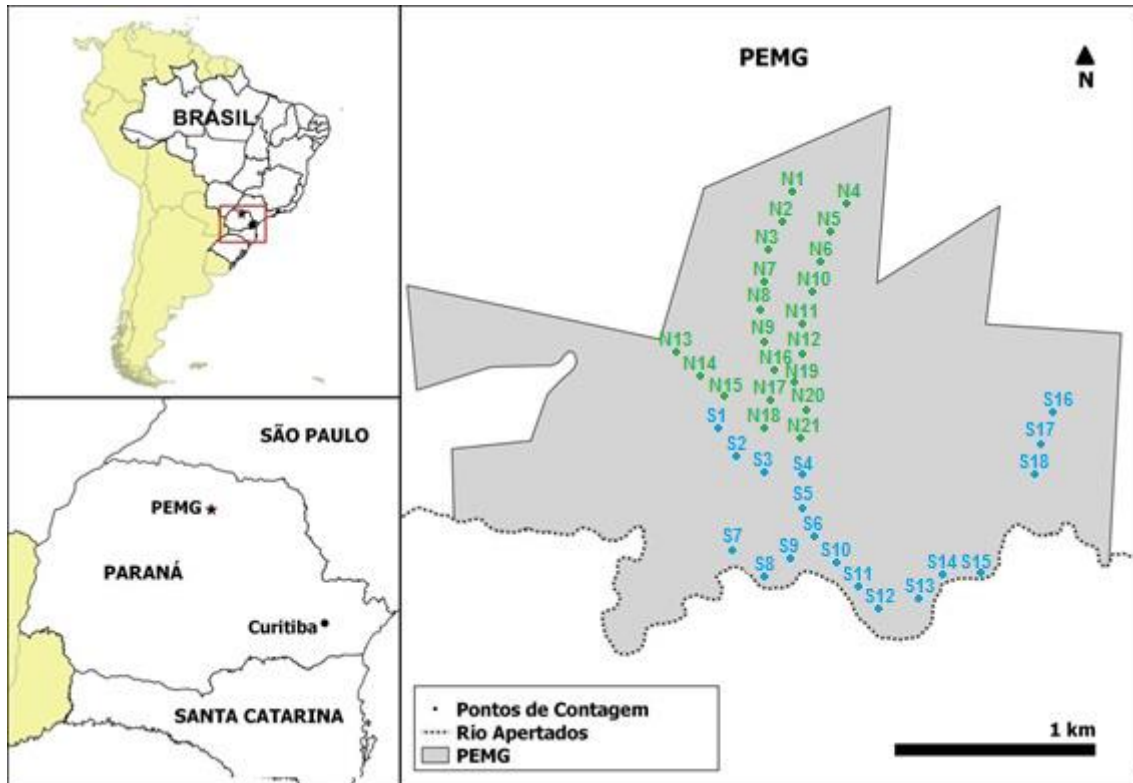 BRASIL
SÃO PAULO
PEMG
PARANÁ
Curitiba
SANTA CATARINA
PEMG
N
N1
N4
N2
N5
N3
N6
N7
N10
N8
N11
N9
N12
N13
N14
N16
N19
N15
N17
N20
N18
N21
S1
S2
S3
S4
S5
S6
S7
S8
S9
S10
S11
S12
S13
S14
S15
S16
S17
S18
Pontos de Contagem
Rio Apertados
PEMG
1 km